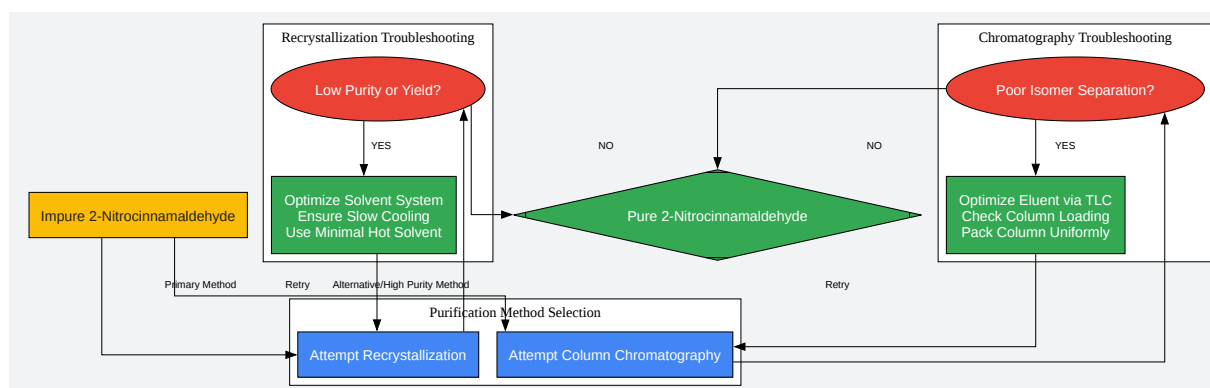 Recrystallization Troubleshooting
Chromatography Troubleshooting
Low Purity or Yield?
Poor Isomer Separation?
YES
NO
NO
YES
Impure 2-Nitrocinnamaldehyde
Optimize Solvent System
Ensure Slow Cooling
Use Minimal Hot Solvent
Pure 2-Nitrocinnamaldehyde
Optimize Eluent via TLC
Check Column Loading
Pack Column Uniformly
Primary Method
Retry
Alternative/High Purity Method
Retry
Purification Method Selection
Attempt Recrystallization
Attempt Column Chromatography